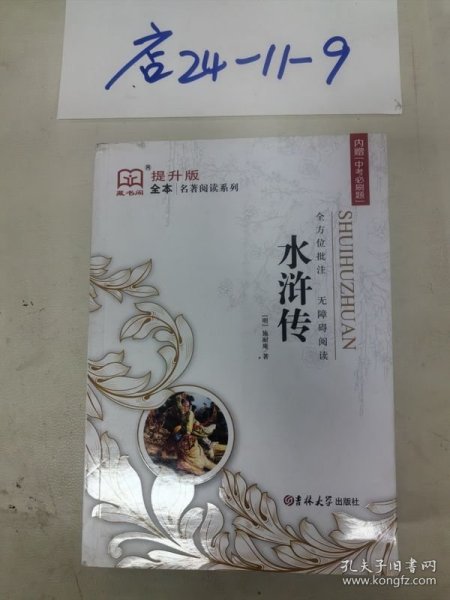 店24-11-9
提升版
全本 名著阅读系列
藏书阁
内赠「中考必刷题」
SHUIHUZHUAN
全方位批注 无障碍阅读
水浒传
[明] 施耐庵 著
吉林大学出版社
孔夫子旧书网
www.kongfz.com